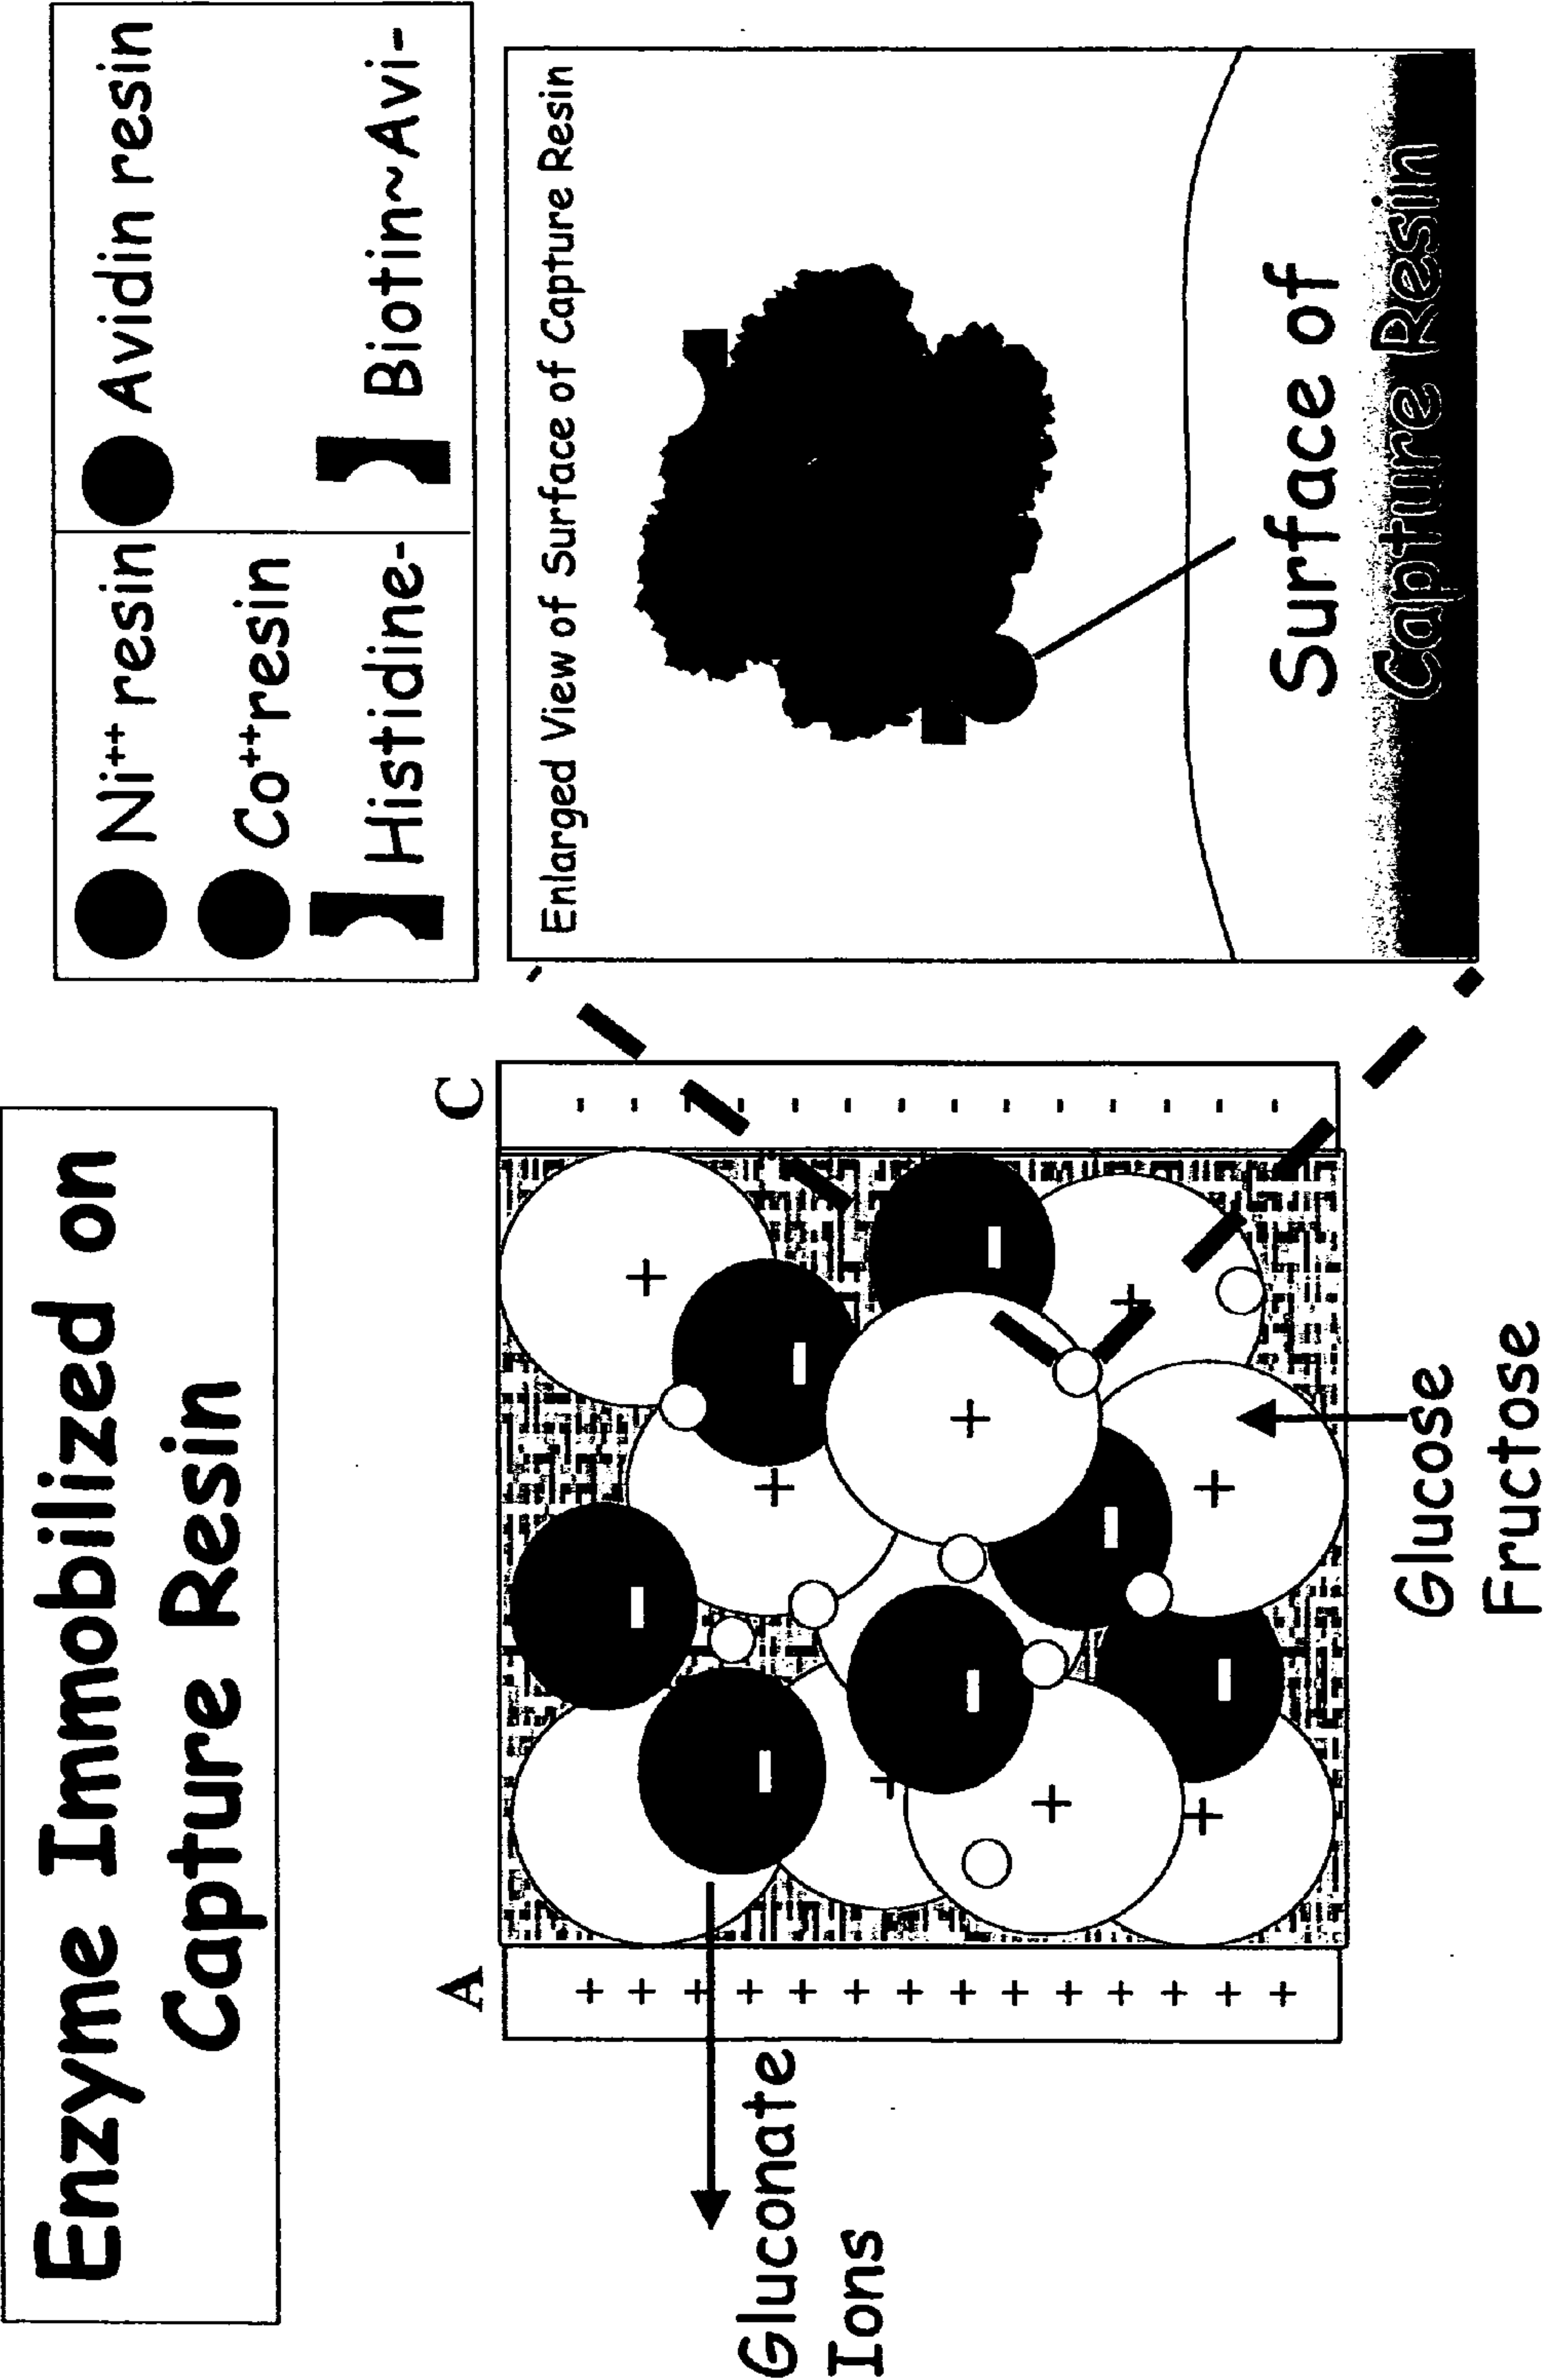 Enzyme Immobilized on
Capture Resin
Ni++ resin
Avidin resin
Co++resin
Histidine-
Biotin~Avi-
A
C
+ + + + + + + + + + + + + +
- - - - - - - - - - - - - -
+
+
+
+
+
+
+
+
-
-
-
-
-
-
-
Gluconate
Ions
Glucose
Fructose
Enlarged View of Surface of Capture Resin
Surface of
Capture Resin